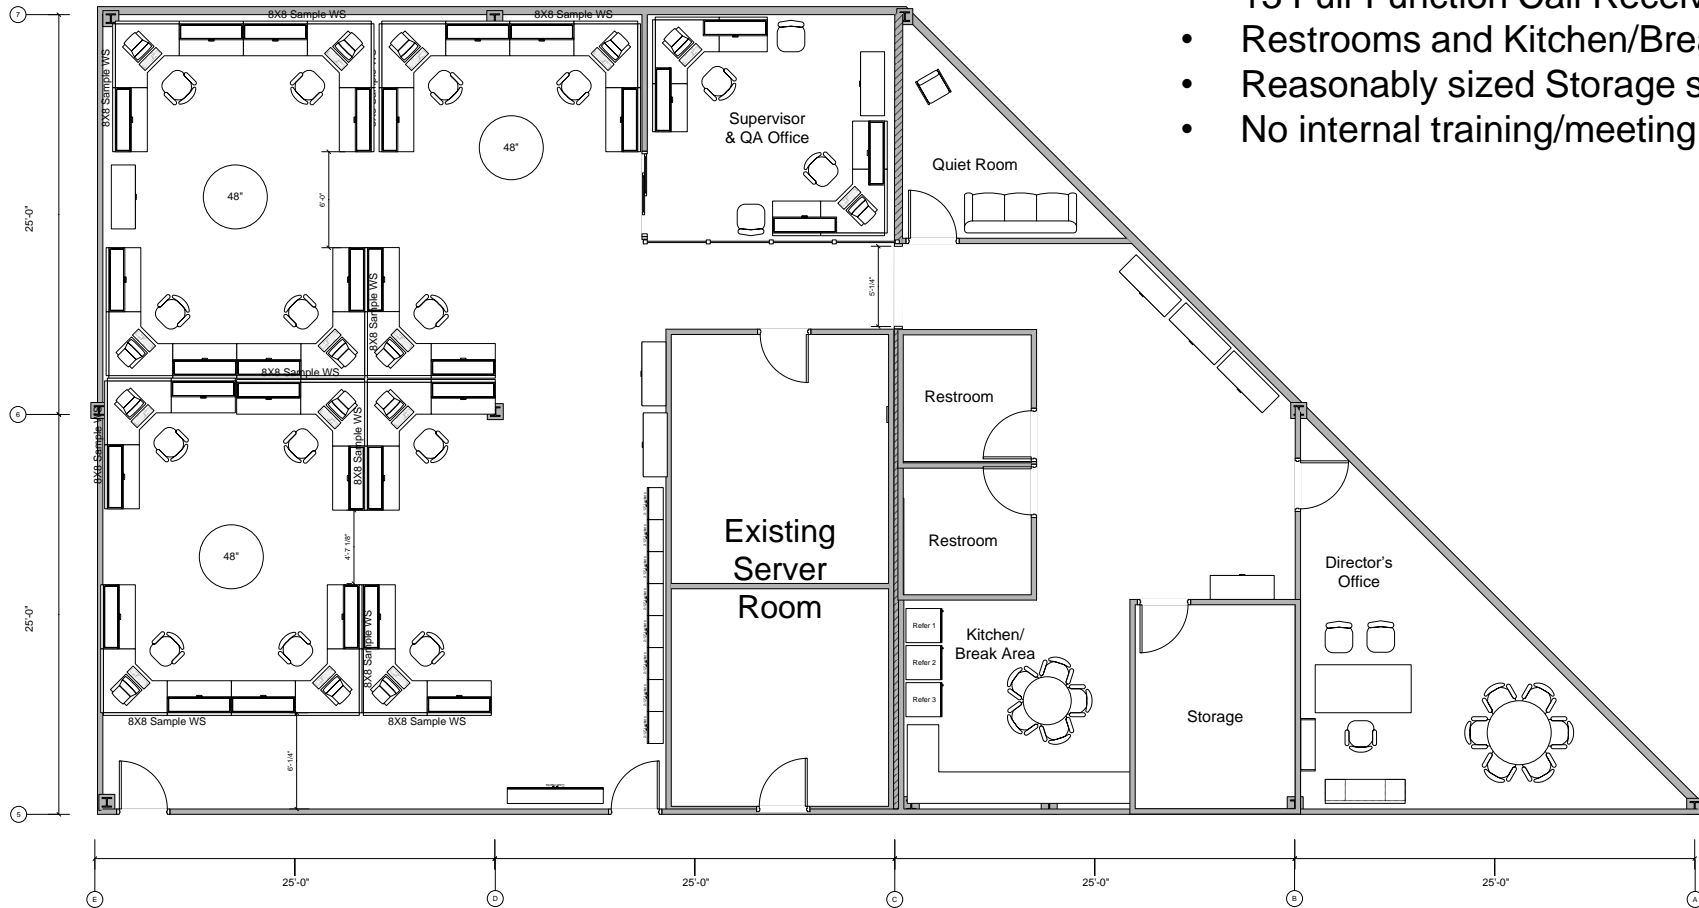 13 Full Function Call Receiv
• Restrooms and Kitchen/Brea
• Reasonably sized Storage s
• No internal training/meeting
7
8X8 Sample WS
8X8 Sample WS
8X8 Sample WS
8X8 Sample WS
48"
48"
48"
Supervisor
& QA Office
Quiet Room
25'-0"
6'-0"
5'-1/4"
8X8 Sample WS
8X8 Sample WS
6
8X8 Sample WS
8X8 Sample WS
Restroom
Restroom
Existing
Server
Room
4'-7 1/8"
Director's
Office
25'-0"
8X8 Sample WS
Refer 1
Refer 2
Refer 3
Kitchen/
Break Area
Storage
8X8 Sample WS
8X8 Sample WS
6'-1/4"
5
25'-0"
25'-0"
25'-0"
25'-0"
E
D
C
B
A